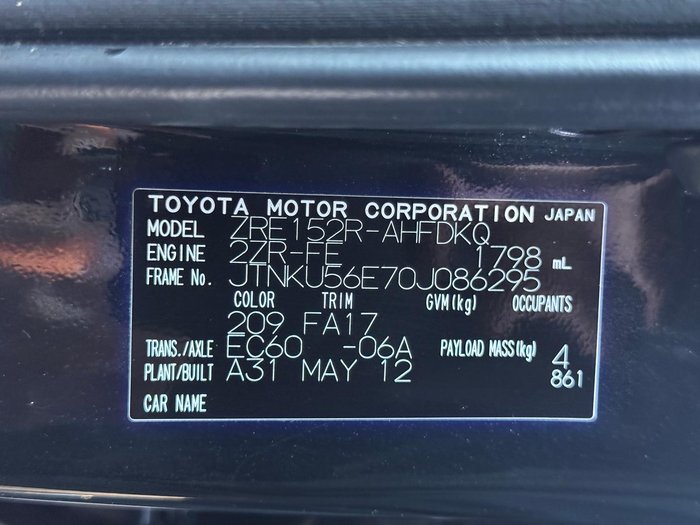 TOYOTA MOTOR CORPORATION JAPAN
MODEL ZRE152R-AHFDKQ
ENGINE 2ZR-FE 1798 mL
FRAME No. JTNKU56E70J086295
COLOR TRIM GVM(kg) OCCUPANTS
209 FA17
TRANS./AXLE EC60 -06A PAYLOAD MASS(kg) 4
PLANT/BUILT A31 MAY 12 861
CAR NAME